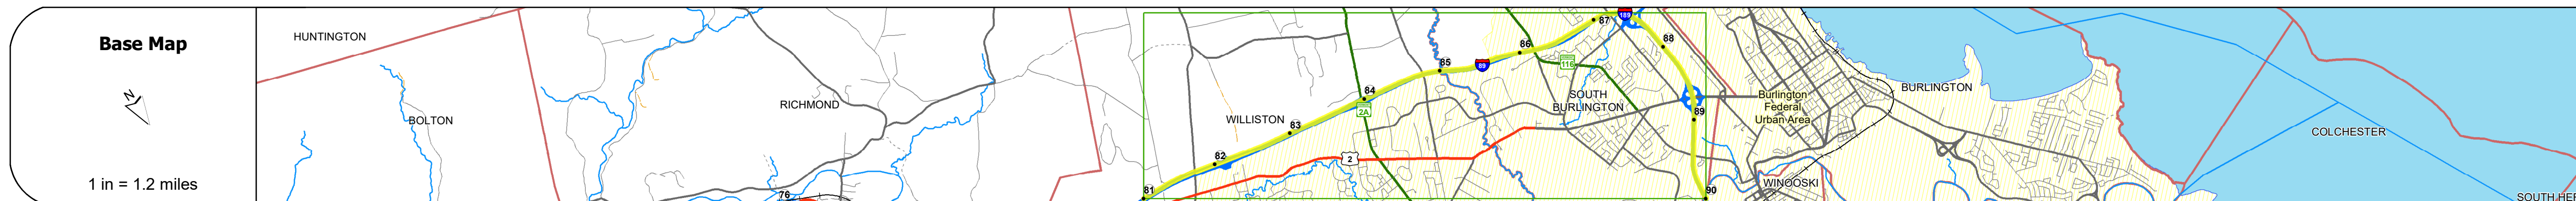 Base Map
N
1 in = 1.2 miles
HUNTINGTON
BOLTON
RICHMOND
76
WILLISTON
81
82
83
84
2A
85
89
86
116
87
189
88
89
90
2
SOUTH
BURLINGTON
Burlington
Federal
Urban Area
WINOOSKI
BURLINGTON
COLCHESTER